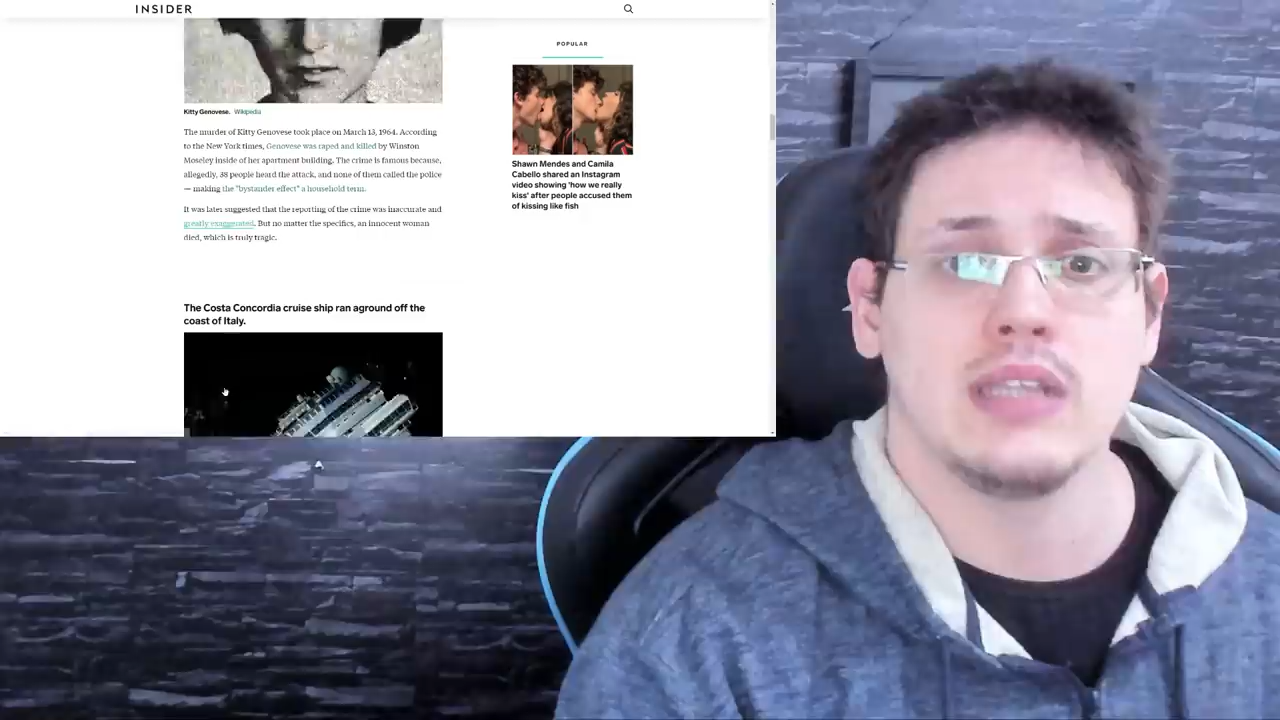 INSIDER
Kitty Genovese. Wikipedia
The murder of Kitty Genovese took place on March 13, 1964. According
to the New York times, Genovese was raped and killed by Winston
Moseley inside of her apartment building. The crime is famous because,
allegedly, 38 people heard the attack, and none of them called the police
— making the "bystander effect" a household term.
It was later suggested that the reporting of the crime was inaccurate and
greatly exaggerated. But no matter the specifics, an innocent woman
died, which is truly tragic.
The Costa Concordia cruise ship ran aground off the
coast of Italy.
POPULAR
Shawn Mendes and Camila
Cabello shared an Instagram
video showing 'how we really
kiss' after people accused them
of kissing like fish